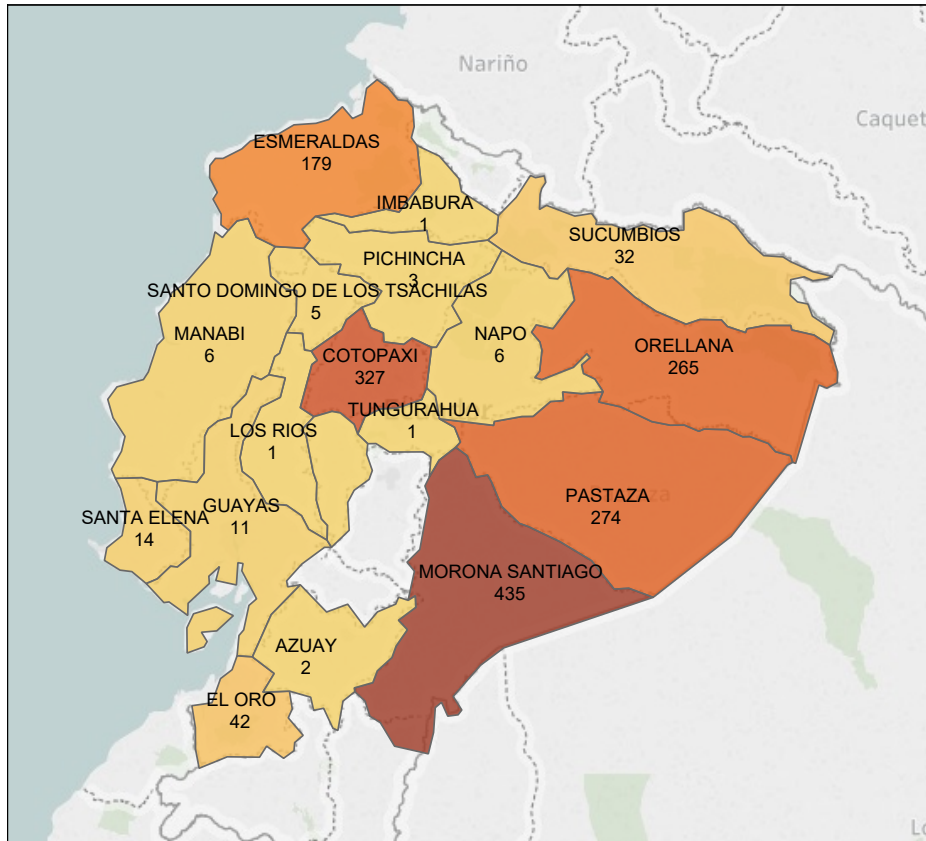 Nariño
Caquet
ESMERALDAS
179
IMBABURA
1
SUCUMBIOS
32
PICHINCHA
3
SANTO DOMINGO DE LOS TSACHILAS
5
MANABI
6
NAPO
6
ORELLANA
265
COTOPAXI
327
TUNGURAHUA
1
LOS RIOS
1
PASTAZA
274
GUAYAS
11
SANTA ELENA
14
MORONA SANTIAGO
435
AZUAY
2
EL ORO
42
Lo